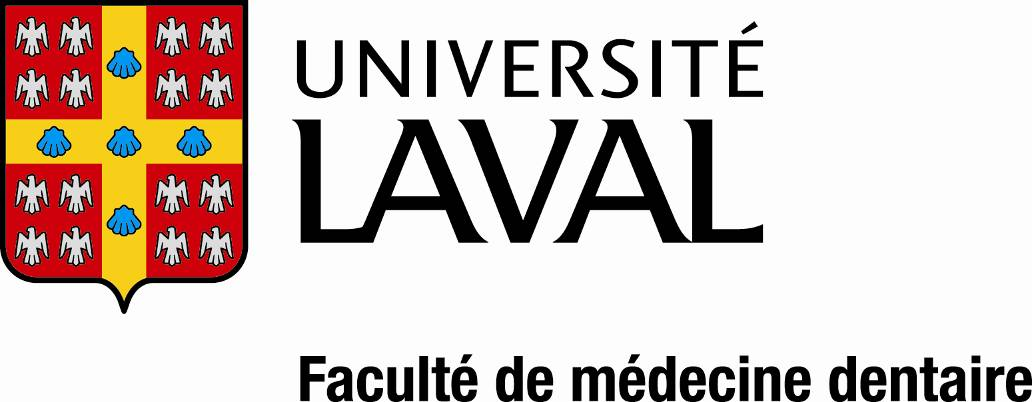 UNIVERSITÉ
LAVAL
Faculté de médecine dentaire